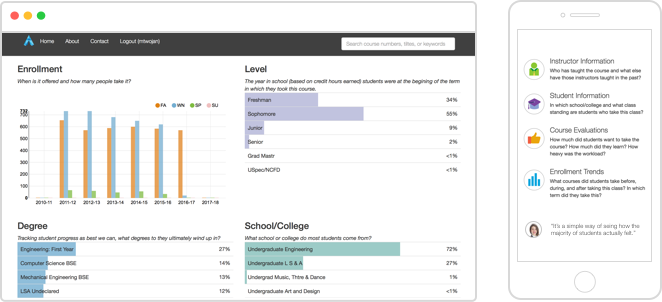 Home About Contact Logout (mtwojan)
Search course numbers, titles, or keywords
Enrollment
When is it offered and how many people take it?
FA WN SP SU
732
700
600
500
400
300
200
100
0
2010-11 2011-12 2012-13 2013-14 2014-15 2015-16 2016-17 2017-18
Level
The year in school (based on credit hours earned) students were at the begining of the term
in which they took this course.
Freshman 34%
Sophomore 55%
Junior 9%
Senior 2%
Grad Mastr <1%
USpec/NCFD <1%
Degree
Tracking student progress as best we can, what degrees to they ultimately wind up in?
Engineering: First Year 27%
Computer Science BSE 14%
Mechanical Engineering BSE 13%
LSA Undeclared 12%
School/College
What school or college do most students come from?
Undergraduate Engineering 72%
Undergraduate L S & A 27%
Undergrad Music, Thtre & Dance 1%
Undergraduate Art and Design <1%
Instructor Information
Who has taught the course and what else
have those instructors taught in the past?
Student Information
In which school/college and what class
standing are students who take this class?
Course Evaluations
How much did students want to take the
course? How much did they learn? How
heavy was the workload?
Enrollment Trends
What courses did students take before,
during, and after taking this class? In which
term did they take this?
"It's a simple way of seing how the
majority of students actually felt."